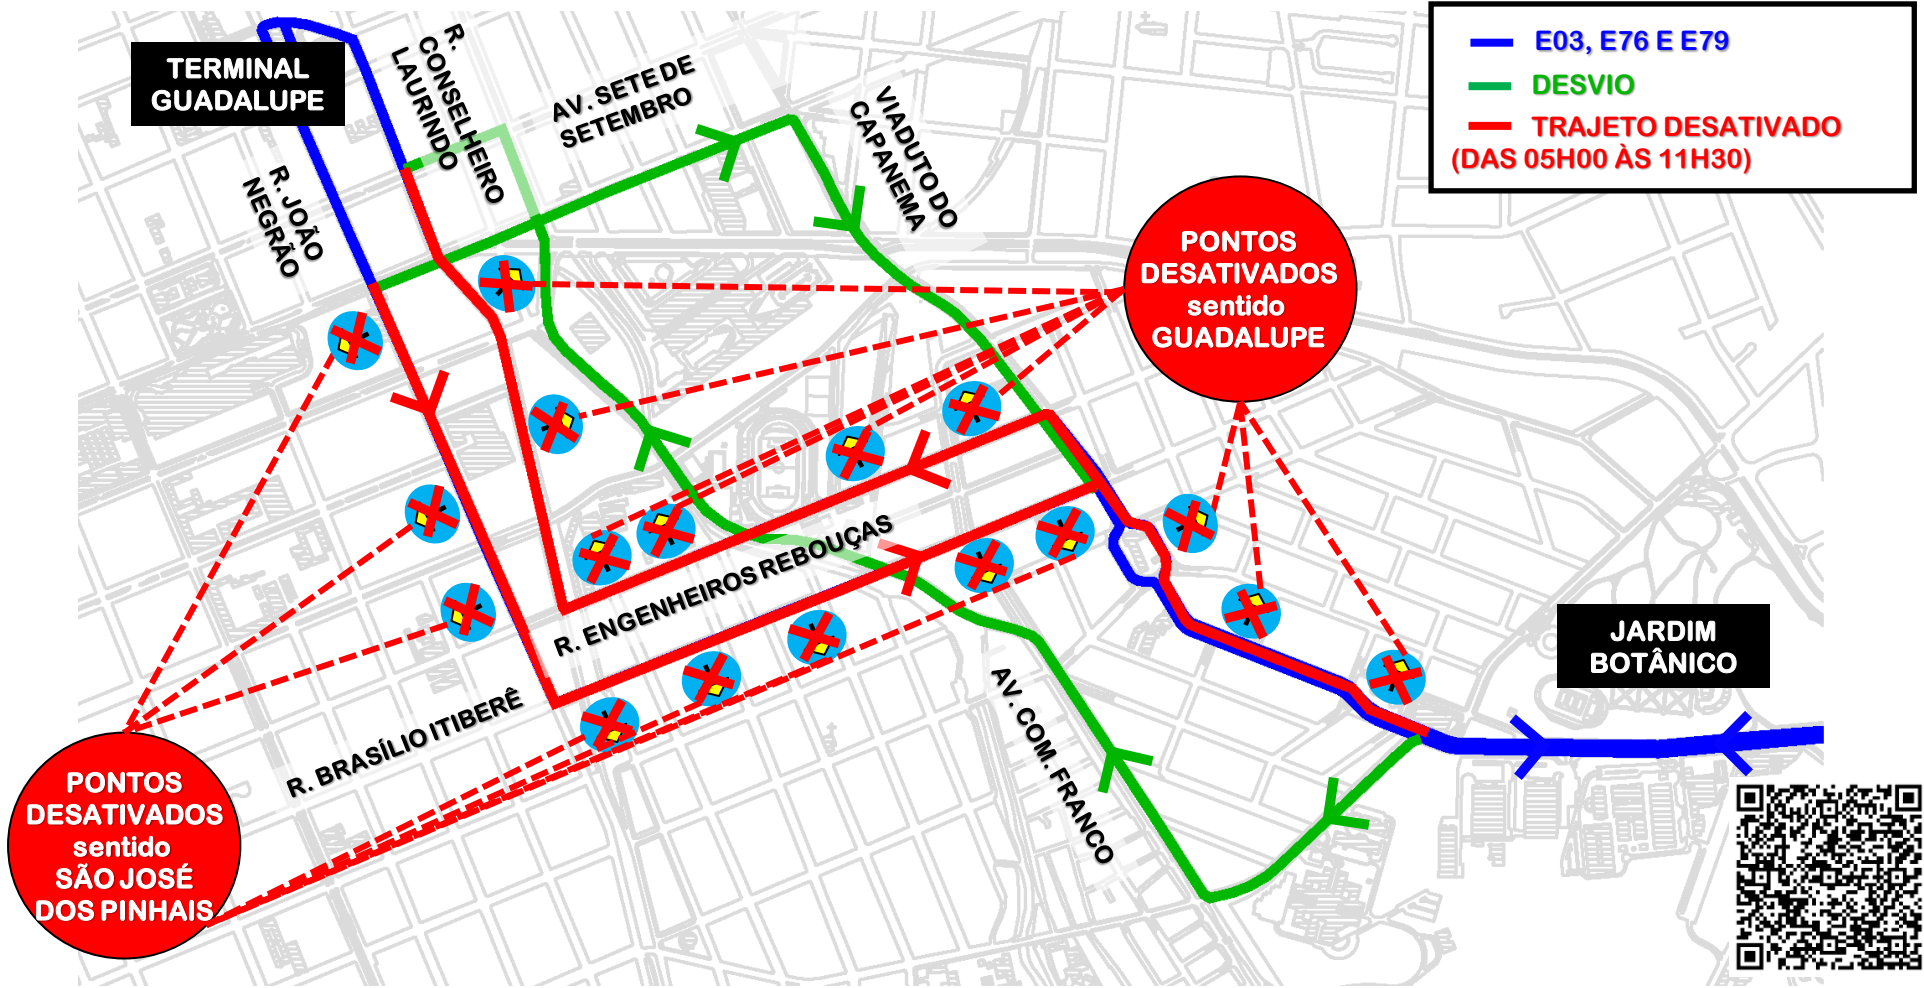 TERMINAL
GUADALUPE
R.
CONSELHEIRO
LAURINDO
AV. SETE DE
SETEMBRO
VIADUTO DO
CAPANEMA
E03, E76 E E79
DESVIO
TRAJETO DESATIVADO
(DAS 05H00 ÀS 11H30)
R. JOÃO
NEGRÃO
PONTOS
DESATIVADOS
sentido
GUADALUPE
R. ENGENHEIROS REBOUÇAS
JARDIM
BOTÂNICO
R. BRASÍLIO ITIBERÊ
AV. COM. FRANCO
PONTOS
DESATIVADOS
sentido
SÃO JOSÉ
DOS PINHAIS